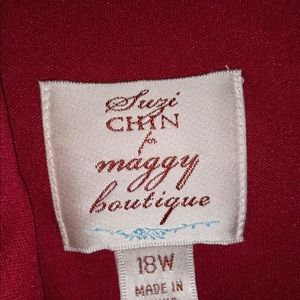 Suzi
CHIN
for
maggy
boutique
18W
MADE IN